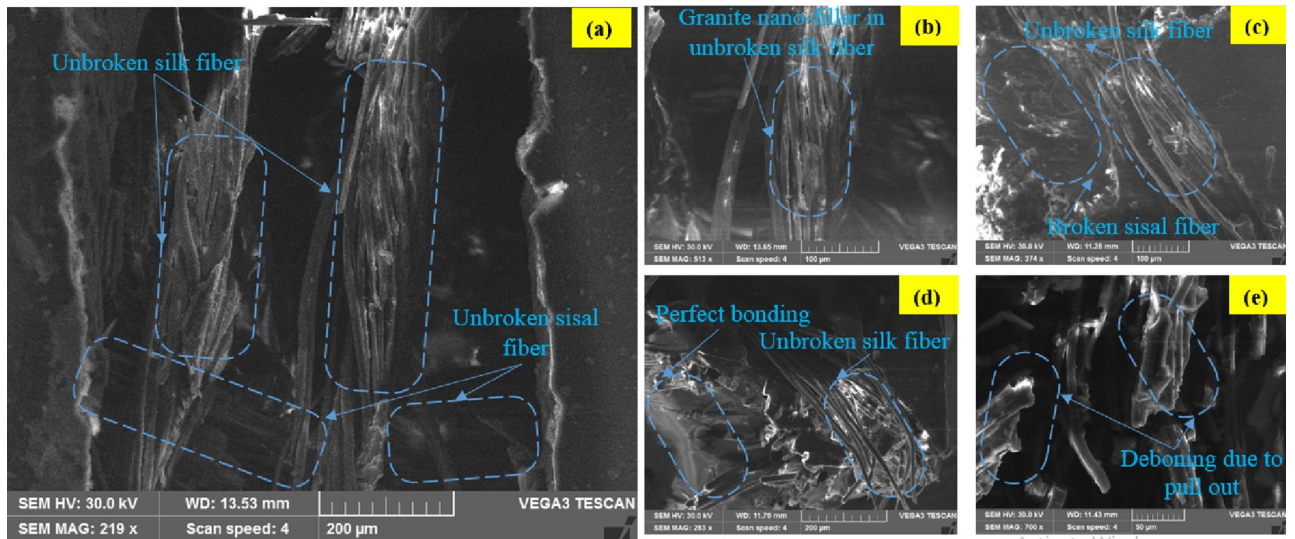 (a)
Unbroken silk fiber
Unbroken sisal
fiber
SEM HV: 30.0 kV WD: 13.53 mm VEGA3 TESCAN
SEM MAG: 219 x Scan speed: 4 200 µm
(b)
Granite nano-filler in
unbroken silk fiber
SEM HV: 30.0 kV WD: 13.65 mm VEGA3 TESCAN
SEM MAG: 513 x Scan speed: 4 100 µm
(c)
Unbroken silk fiber
Broken sisal fiber
SEM HV: 30.0 kV WD: 11.28 mm VEGA3 TESCAN
SEM MAG: 374 x Scan speed: 4 100 µm
(d)
Perfect bonding
Unbroken silk fiber
SEM HV: 30.0 kV WD: 11.70 mm VEGA3 TESCAN
SEM MAG: 283 x Scan speed: 4 200 µm
(e)
Deboning due to
pull out
SEM HV: 30.0 kV WD: 11.43 mm VEGA3 TESCAN
SEM MAG: 700 x Scan speed: 4 50 µm